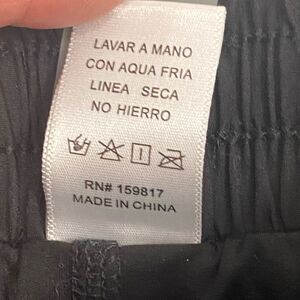 LAVAR A MANO
CON AQUA FRIA
LINEA SECA
NO HIERRO
RN# 159817
MADE IN CHINA